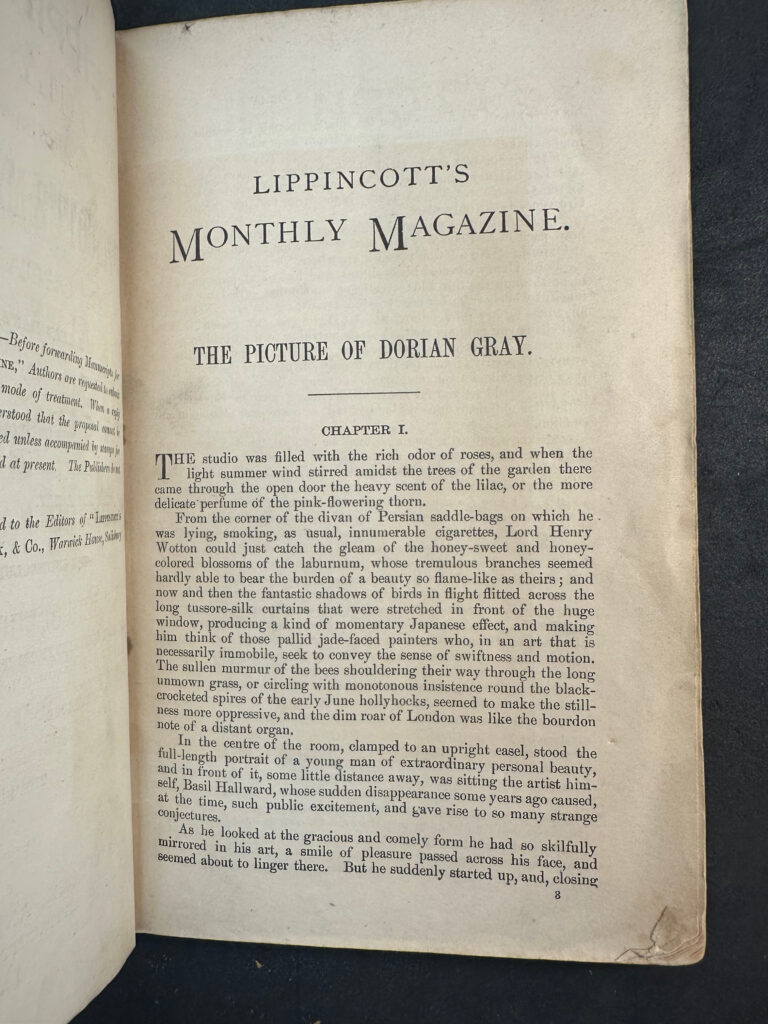 —Before forwarding Manuscripts for
NE," Authors are requested to
mode of treatment. When a
rstood that the proposal cannot be
ed unless accompanied by stamps for
d at present. The Publishers do not
d to the Editors of "LIPPINCOTT'S
, & Co., Warwick House, Salisbury
LIPPINCOTT'S
MONTHLY MAGAZINE.
THE PICTURE OF DORIAN GRAY.
CHAPTER I.
THE studio was filled with the rich odor of roses, and when the
light summer wind stirred amidst the trees of the garden there
came through the open door the heavy scent of the lilac, or the more
delicate perfume of the pink-flowering thorn.
From the corner of the divan of Persian saddle-bags on which he
was lying, smoking, as usual, innumerable cigarettes, Lord Henry
Wotton could just catch the gleam of the honey-sweet and honey-
colored blossoms of the laburnum, whose tremulous branches seemed
hardly able to bear the burden of a beauty so flame-like as theirs; and
now and then the fantastic shadows of birds in flight flitted across the
long tussore-silk curtains that were stretched in front of the huge
window, producing a kind of momentary Japanese effect, and making
him think of those pallid jade-faced painters who, in an art that is
necessarily immobile, seek to convey the sense of swiftness and motion.
The sullen murmur of the bees shouldering their way through the long
unmown grass, or circling with monotonous insistence round the black-
crocketed spires of the early June hollyhocks, seemed to make the still-
ness more oppressive, and the dim roar of London was like the bourdon
note of a distant organ.
In the centre of the room, clamped to an upright easel, stood the
full-length portrait of a young man of extraordinary personal beauty,
and in front of it, some little distance away, was sitting the artist him-
self, Basil Hallward, whose sudden disappearance some years ago caused,
at the time, such public excitement, and gave rise to so many strange
conjectures.
As he looked at the gracious and comely form he had so skilfully
mirrored in his art, a smile of pleasure passed across his face, and
seemed about to linger there. But he suddenly started up, and, closing
3